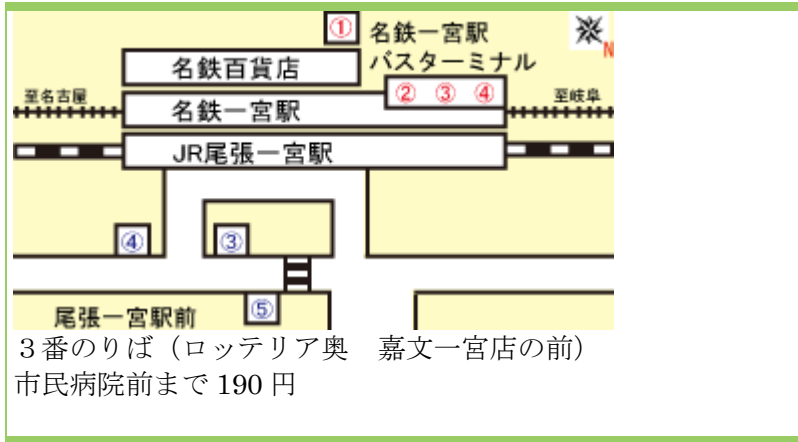 ① 名鉄一宮駅
バスターミナル
N
名鉄百貨店
② ③ ④
至名古屋
名鉄一宮駅
至岐阜
JR尾張一宮駅
④ ③
尾張一宮駅前
⑤
３番のりば（ロッテリア奥　嘉文一宮店の前）
市民病院前まで 190 円